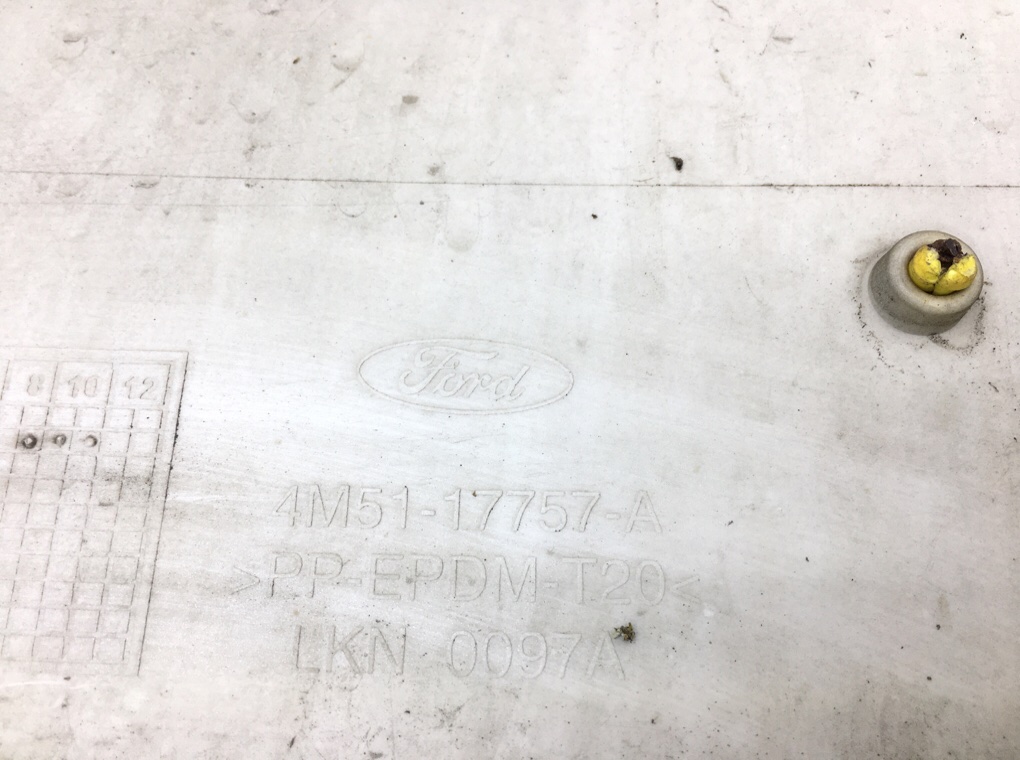 Ford
8 10 12
4M51-17757-A
>PP-EPDM-T20<
LKN 0097A